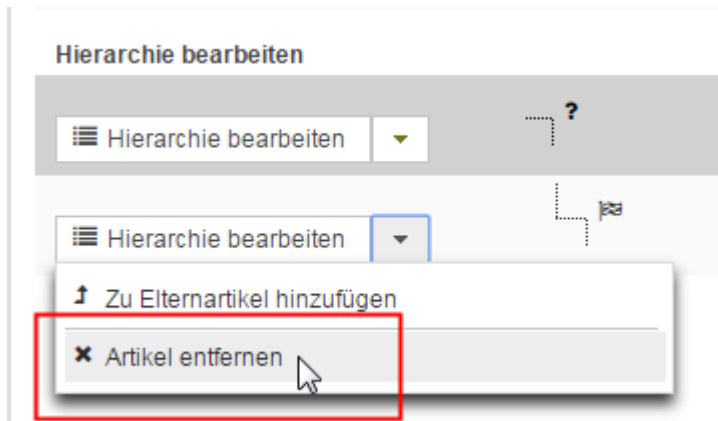 Hierarchie bearbeiten
Hierarchie bearbeiten
?
Hierarchie bearbeiten
Zu Elternartikel hinzufügen
Artikel entfernen